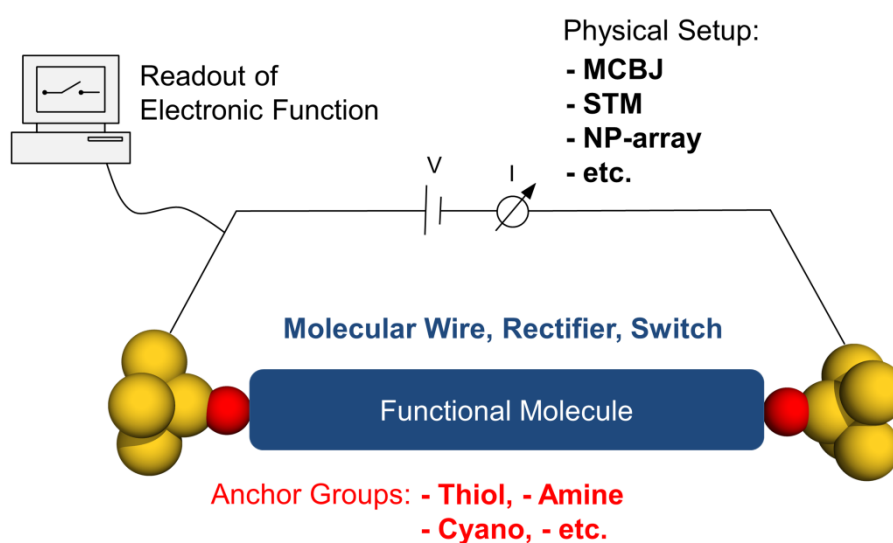 Physical Setup:
- MCBJ
- STM
- NP-array
- etc.
Readout of
Electronic Function
V
I
Molecular Wire, Rectifier, Switch
Functional Molecule
Anchor Groups: - Thiol, - Amine
- Cyano, - etc.